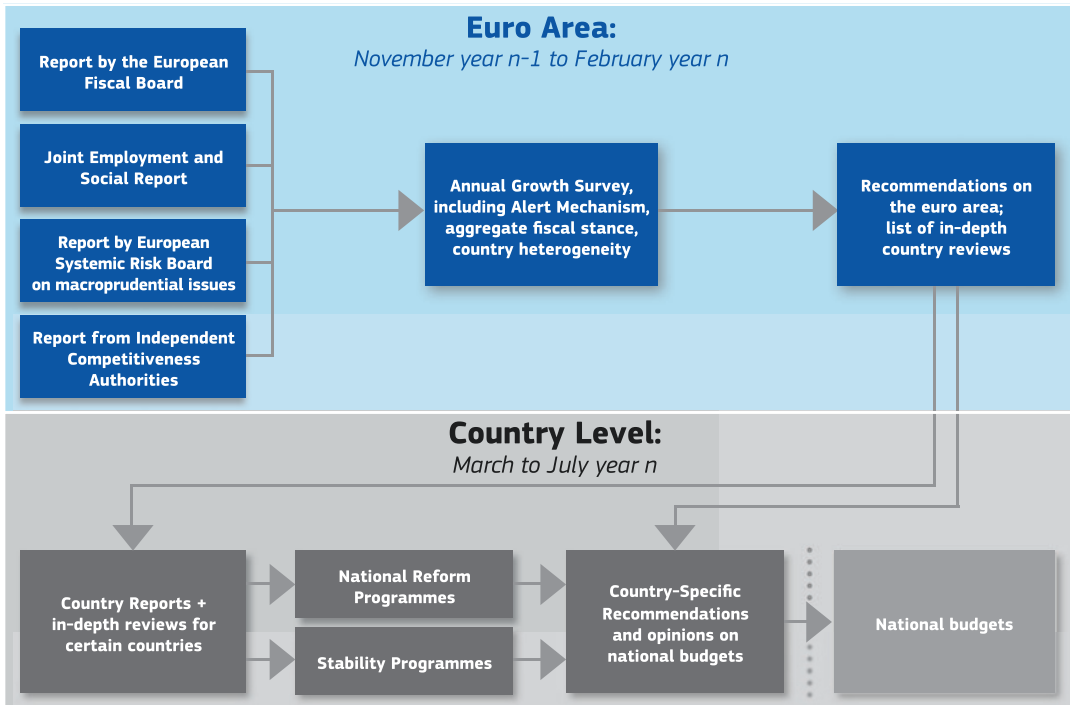 Euro Area:
November year n-1 to February year n
Report by the European
Fiscal Board
Joint Employment and
Social Report
Report by European
Systemic Risk Board
on macroprudential issues
Report from Independent
Competitiveness
Authorities
Annual Growth Survey,
including Alert Mechanism,
aggregate fiscal stance,
country heterogeneity
Recommendations on
the euro area;
list of in-depth
country reviews
Country Level:
March to July year n
Country Reports +
in-depth reviews for
certain countries
National Reform
Programmes
Stability Programmes
Country-Specific
Recommendations
and opinions on
national budgets
National budgets